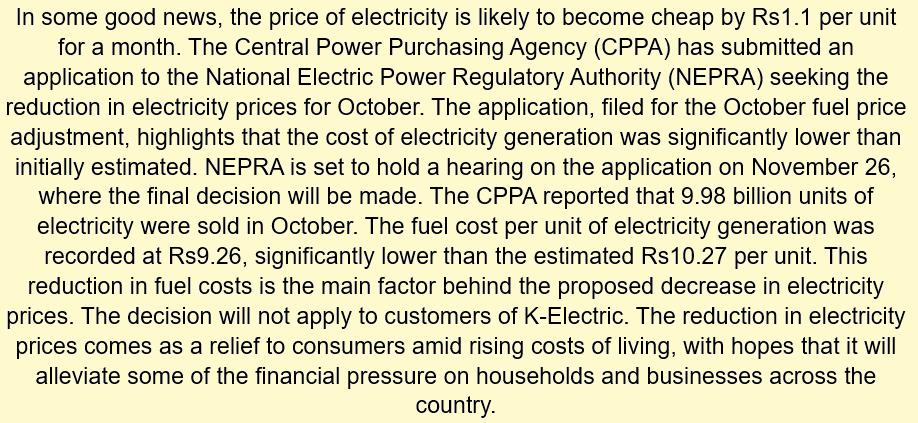 In some good news, the price of electricity is likely to become cheap by Rs1.1 per unit
for a month. The Central Power Purchasing Agency (CPPA) has submitted an
application to the National Electric Power Regulatory Authority (NEPRA) seeking the
reduction in electricity prices for October. The application, filed for the October fuel price
adjustment, highlights that the cost of electricity generation was significantly lower than
initially estimated. NEPRA is set to hold a hearing on the application on November 26,
where the final decision will be made. The CPPA reported that 9.98 billion units of
electricity were sold in October. The fuel cost per unit of electricity generation was
recorded at Rs9.26, significantly lower than the estimated Rs10.27 per unit. This
reduction in fuel costs is the main factor behind the proposed decrease in electricity
prices. The decision will not apply to customers of K-Electric. The reduction in electricity
prices comes as a relief to consumers amid rising costs of living, with hopes that it will
alleviate some of the financial pressure on households and businesses across the
country.